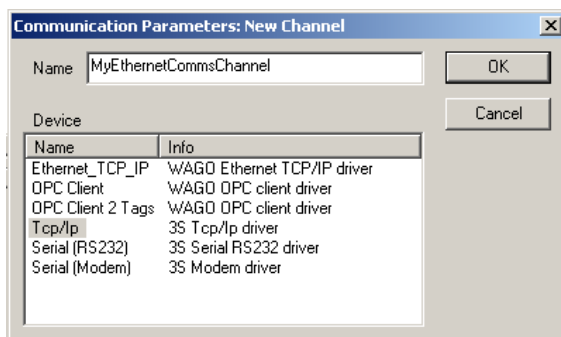 Communication Parameters: New Channel
Name MyEthernetCommsChannel OK
Cancel
Device
Name Info
Ethernet_TCP_IP WAGO Ethernet TCP/IP driver
OPC Client WAGO OPC client driver
OPC Client 2 Tags WAGO OPC client driver
Tcp/Ip 3S Tcp/Ip driver
Serial (RS232) 3S Serial RS232 driver
Serial (Modem) 3S Modem driver